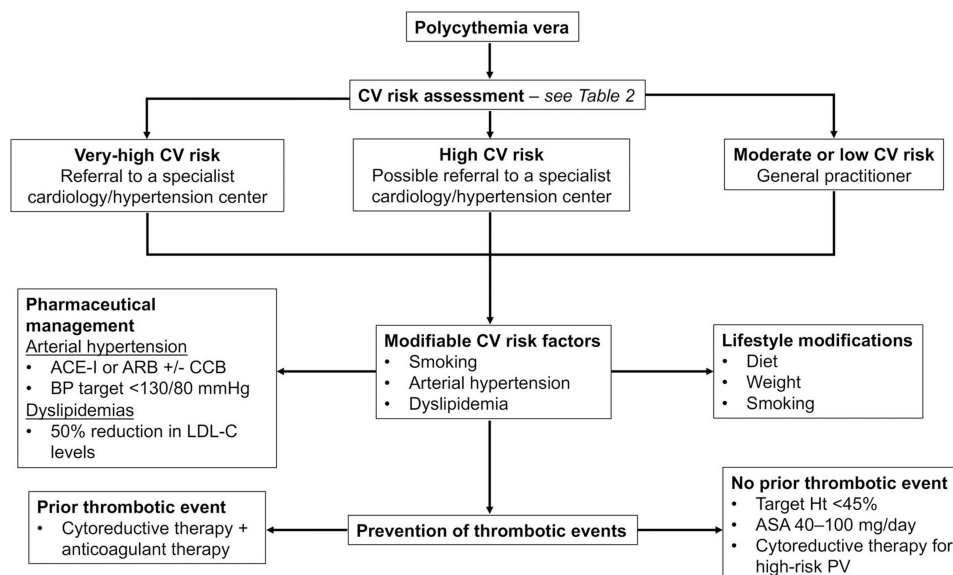 Polycythemia vera
CV risk assessment – see Table 2
Very-high CV risk
Referral to a specialist
cardiology/hypertension center
High CV risk
Possible referral to a specialist
cardiology/hypertension center
Moderate or low CV risk
General practitioner
Pharmaceutical
management
Arterial hypertension
• ACE-I or ARB +/- CCB
• BP target <130/80 mmHg
Dyslipidemias
• 50% reduction in LDL-C
levels
Modifiable CV risk factors
• Smoking
• Arterial hypertension
• Dyslipidemia
Lifestyle modifications
• Diet
• Weight
• Smoking
Prior thrombotic event
• Cytoreductive therapy +
anticoagulant therapy
Prevention of thrombotic events
No prior thrombotic event
• Target Ht <45%
• ASA 40–100 mg/day
• Cytoreductive therapy for
high-risk PV